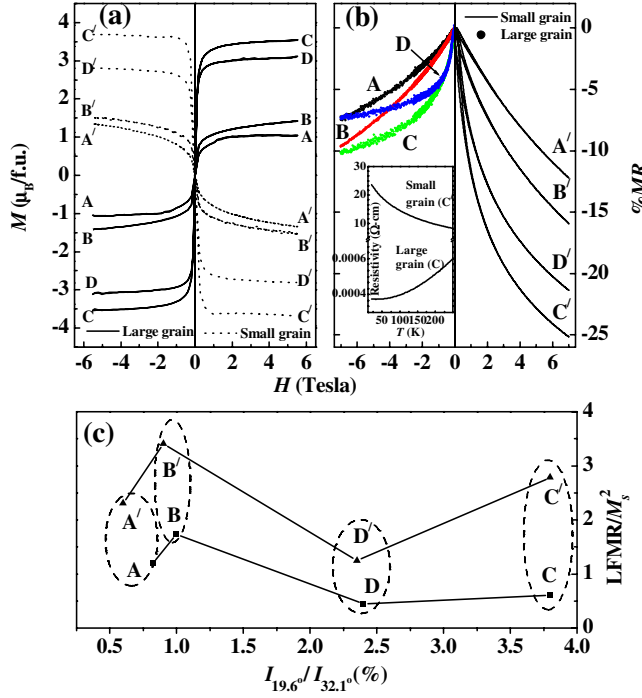 (a)
(b)
Small grain
Large grain
C/
D/
B/
A/
C
D
B
A
A
B
D
C
Large grain
Small grain
4
3
2
1
0
-1
-2
-3
-4
M (μB/f.u.)
-6 -4 -2 0 2 4 6
H (Tesla)
D
A
B
C
A/
B/
D/
C/
-6 -4 -2 0 2 4 6
0
-5
-10
-15
-20
-25
%MR
30
20
10
0.0006
0.0004
Resistivity (Ω-cm)
Small
grain (C/)
Large
grain (C)
50 100 150 200
T (K)
(c)
A/
B/
A
B
D/
D
C/
C
4
3
2
1
0
LFMR/Ms2
0.5 1.0 1.5 2.0 2.5 3.0 3.5 4.0
I19.6o/I32.1o(%)